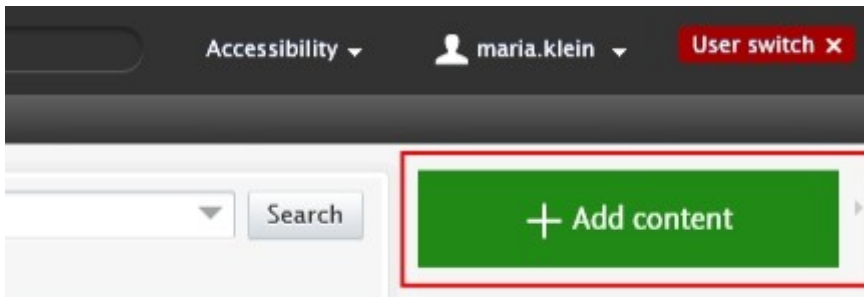 Accessibility
maria.klein
User switch ×
Search
+ Add content